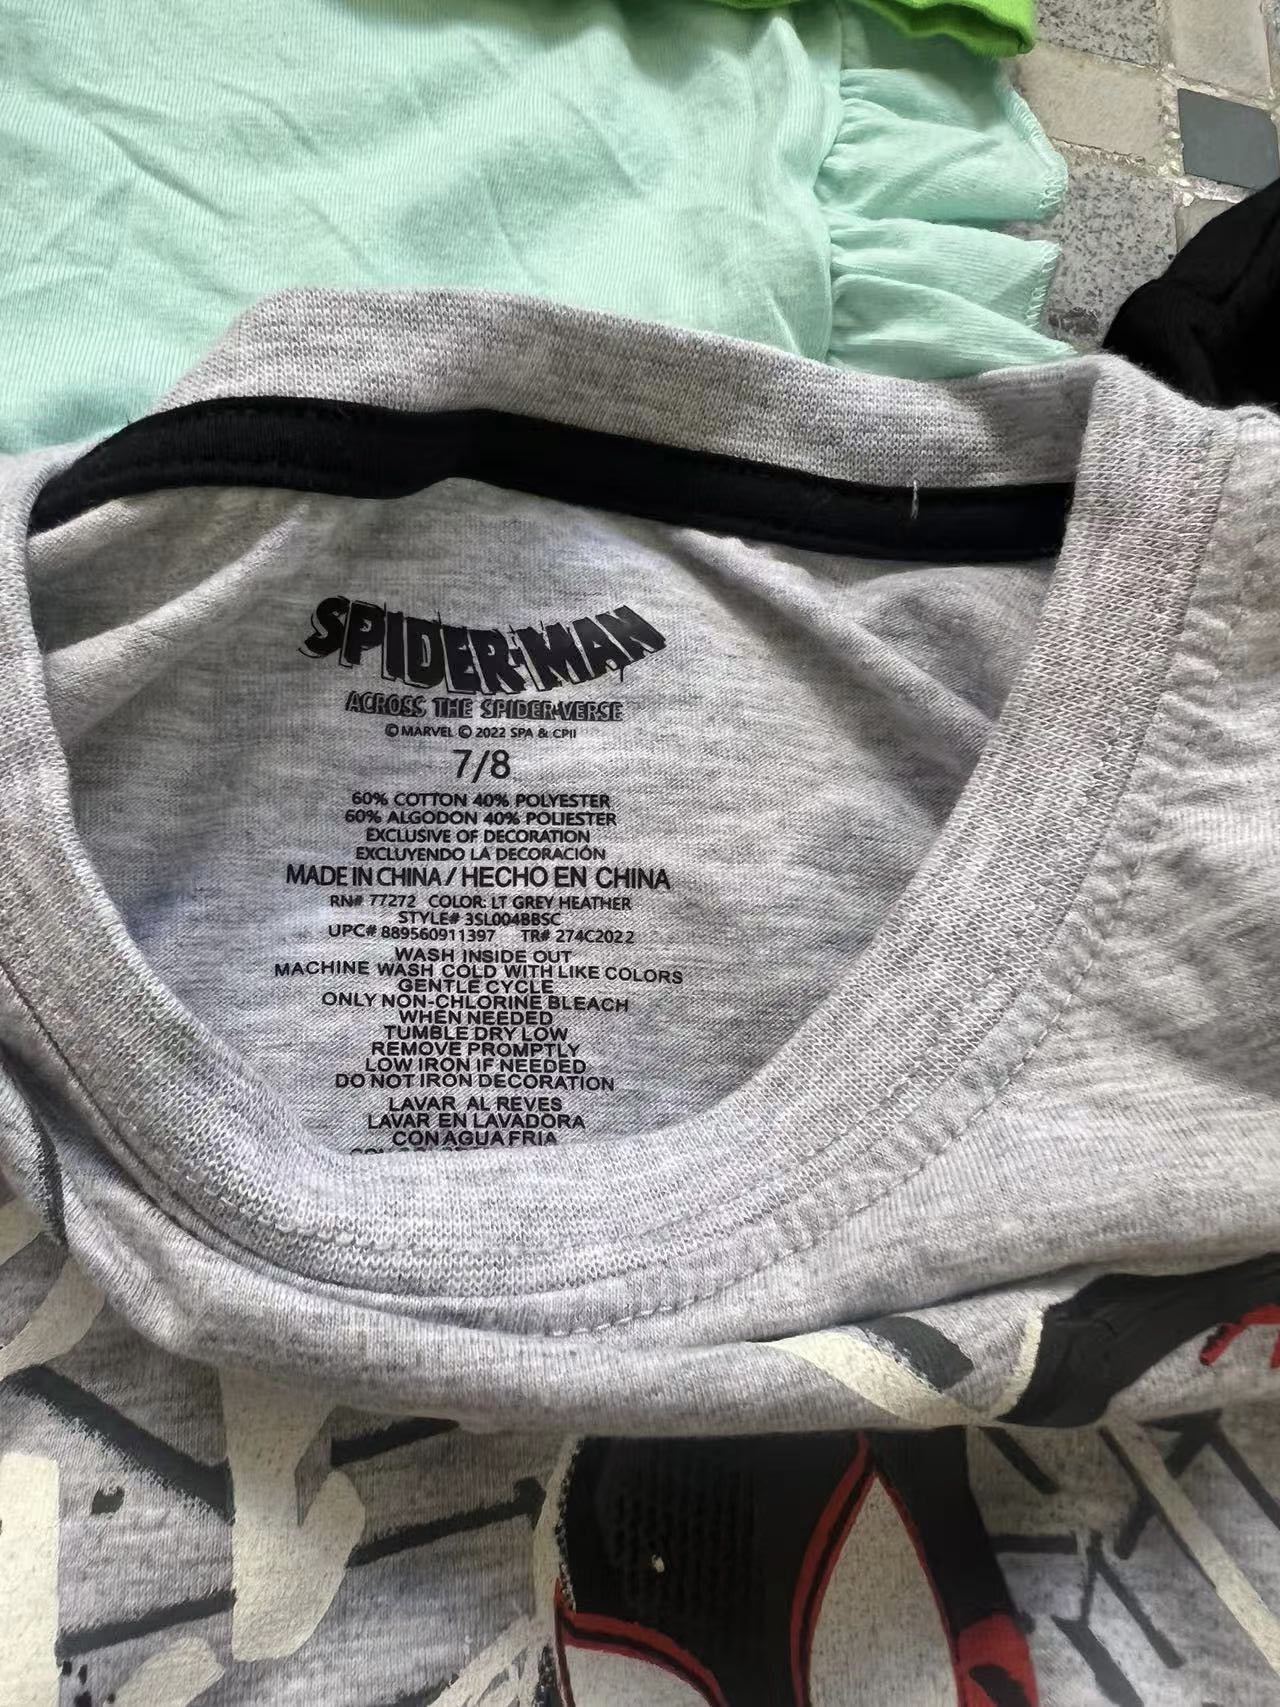 SPIDER-MAN
ACROSS THE SPIDER-VERSE
© MARVEL © 2022 SPA & CPII
7/8
60% COTTON 40% POLYESTER
60% ALGODON 40% POLIESTER
EXCLUSIVE OF DECORATION
EXCLUYENDO LA DECORACIÓN
MADE IN CHINA / HECHO EN CHINA
RN# 77272 COLOR: LT GREY HEATHER
STYLE# 3SL004BBSC
UPC# 889560911397 TR# 274C2022
WASH INSIDE OUT
MACHINE WASH COLD WITH LIKE COLORS
GENTLE CYCLE
ONLY NON-CHLORINE BLEACH
WHEN NEEDED
TUMBLE DRY LOW
REMOVE PROMPTLY
LOW IRON IF NEEDED
DO NOT IRON DECORATION
LAVAR AL REVES
LAVAR EN LAVADORA
CON AGUA FRIA